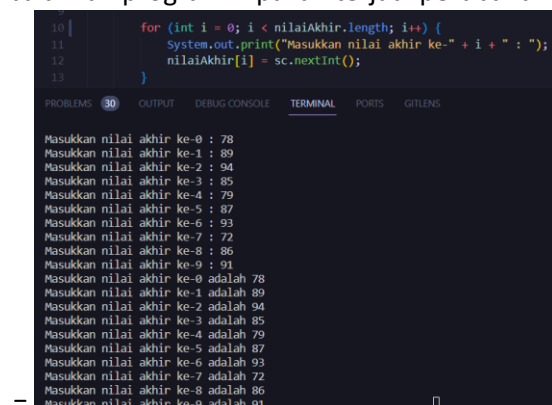 10 for (int i = 0; i < nilaiAkhir.length; i++) {
11 System.out.print("Masukkan nilai akhir ke-" + i + " : ");
12 nilaiAkhir[i] = sc.nextInt();
13 }
PROBLEMS 30 OUTPUT DEBUG CONSOLE TERMINAL PORTS GITLENS
Masukkan nilai akhir ke-0 : 78
Masukkan nilai akhir ke-1 : 89
Masukkan nilai akhir ke-2 : 94
Masukkan nilai akhir ke-3 : 85
Masukkan nilai akhir ke-4 : 79
Masukkan nilai akhir ke-5 : 87
Masukkan nilai akhir ke-6 : 93
Masukkan nilai akhir ke-7 : 72
Masukkan nilai akhir ke-8 : 86
Masukkan nilai akhir ke-9 : 91
Masukkan nilai akhir ke-0 adalah 78
Masukkan nilai akhir ke-1 adalah 89
Masukkan nilai akhir ke-2 adalah 94
Masukkan nilai akhir ke-3 adalah 85
Masukkan nilai akhir ke-4 adalah 79
Masukkan nilai akhir ke-5 adalah 87
Masukkan nilai akhir ke-6 adalah 93
Masukkan nilai akhir ke-7 adalah 72
Masukkan nilai akhir ke-8 adalah 86
Masukkan nilai akhir ke-9 adalah 91